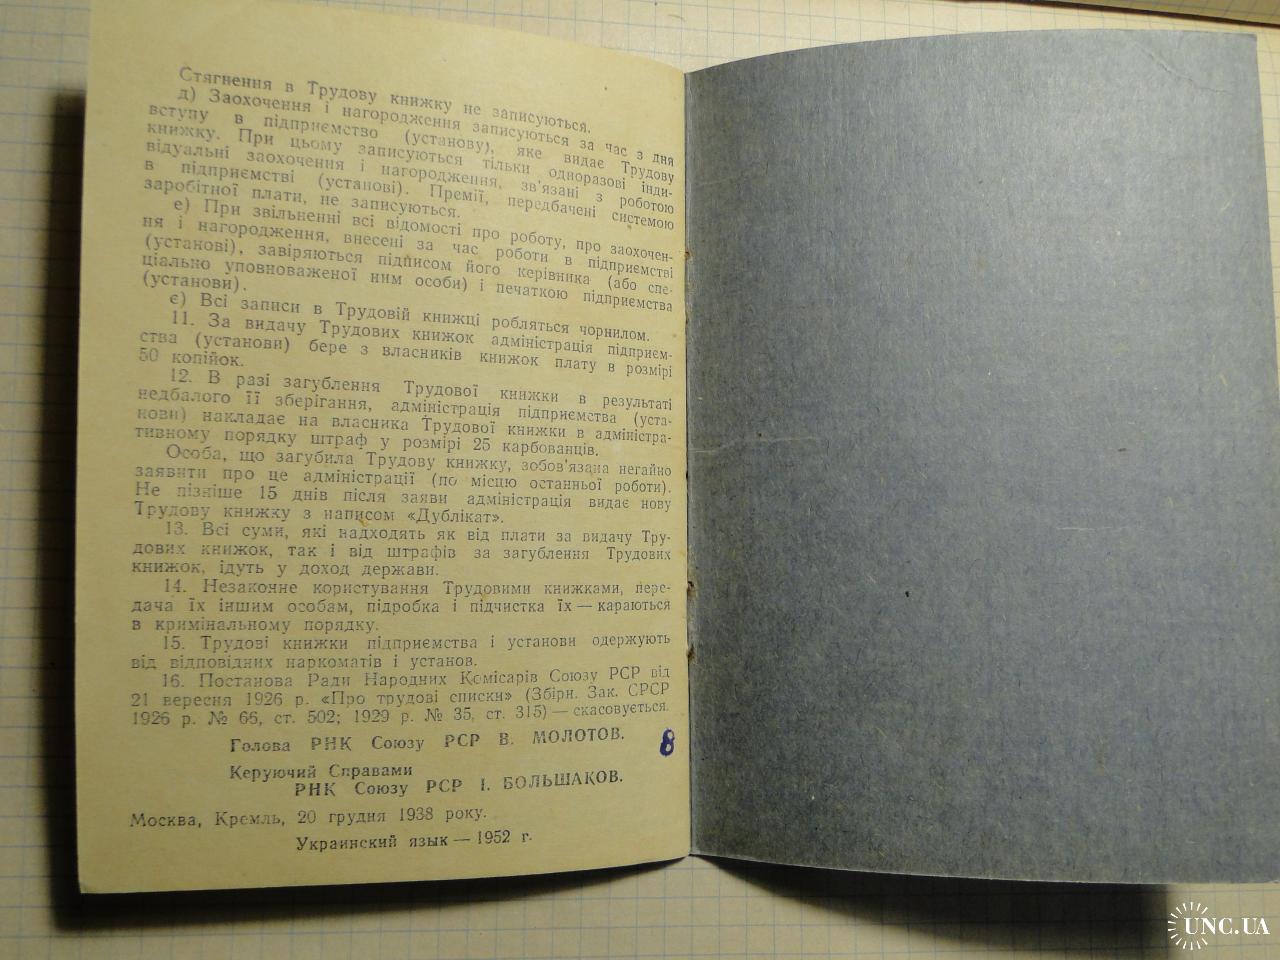 Стягнення в Трудову книжку не записуються.
д) Заохочення і нагородження записуються за час з дня
вступу в підприємство (установу), яке видає Трудову
книжку. При цьому записуються тільки одноразові інди-
відуальні заохочення і нагородження, зв'язані з роботою
в підприємстві (установі). Премії, передбачені системою
заробітної плати, не записуються.
е) При звільненні всі відомості про роботу, про заохочен-
ня і нагородження, внесені за час роботи в підприємстві
(установі), завіряються підписом його керівника (або спе-
ціально уповноваженої ним особи) і печаткою підприємства
(установи).
є) Всі записи в Трудовій книжці робляться чорнилом.
11. За видачу Трудових книжок адміністрація підприєм-
ства (установи) бере з власників книжок плату в розмірі
50 копійок.
12. В разі загублення Трудової книжки в результаті
недбалого її зберігання, адміністрація підприємства (уста-
нови) накладає на власника Трудової книжки в адміністра-
тивному порядку штраф у розмірі 25 карбованців.
Особа, що загубила Трудову книжку, зобов'язана негайно
заявити про це адміністрації (по місцю останньої роботи).
Не пізніше 15 днів після заяви адміністрація видає нову
Трудову книжку з написом «Дублікат».
13. Всі суми, які надходять як від плати за видачу Тру-
дових книжок, так і від штрафів за загублення Трудових
книжок, ідуть у доход держави.
14. Незаконне користування Трудовими книжками, пере-
дача їх іншим особам, підробка і підчистка їх — караються
в кримінальному порядку.
15. Трудові книжки підприємства і установи одержують
від відповідних наркоматів і установ.
16. Постанова Ради Народних Комісарів Союзу РСР від
21 вересня 1926 р. «Про трудові списки» (Збірн. Зак. СРСР
1926 р. № 66, ст. 502; 1929 р. № 35, ст. 315) — скасовується.
Голова РНК Союзу РСР В. МОЛОТОВ.
8
Керуючий Справами
РНК Союзу РСР І. БОЛЬШАКОВ.
Москва, Кремль, 20 грудня 1938 року.
Украинский язык — 1952 г.
UNC.UA